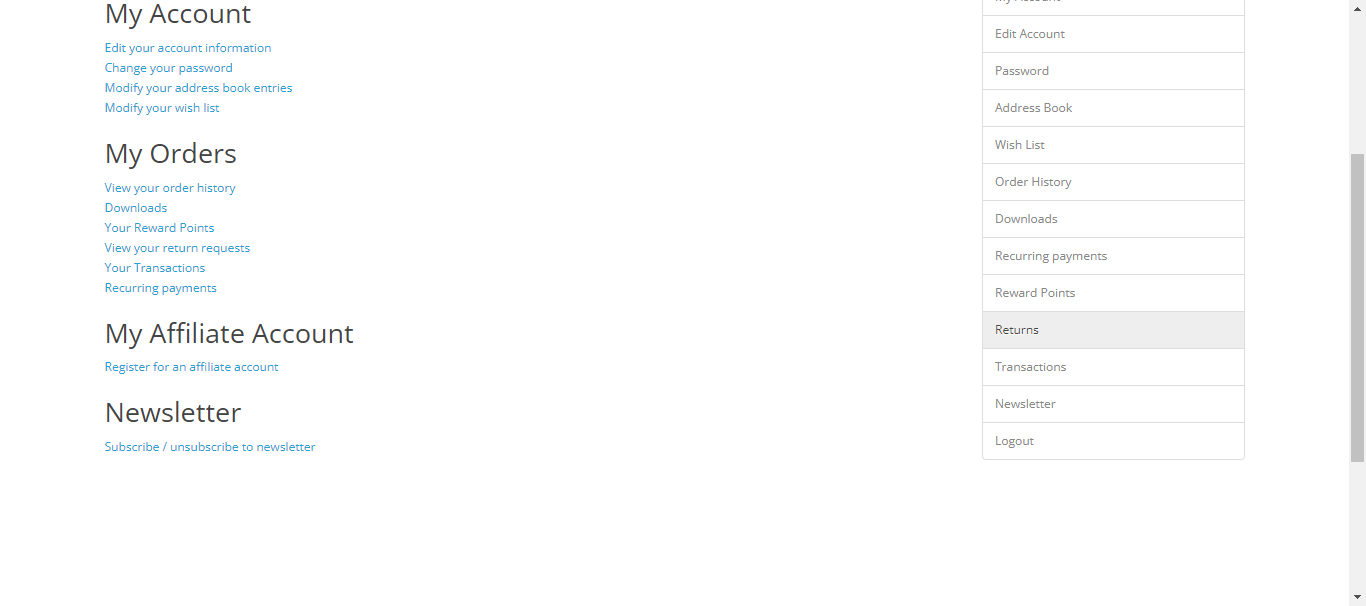 My Account
Edit your account information
Change your password
Modify your address book entries
Modify your wish list
My Orders
View your order history
Downloads
Your Reward Points
View your return requests
Your Transactions
Recurring payments
My Affiliate Account
Register for an affiliate account
Newsletter
Subscribe / unsubscribe to newsletter
My Account
Edit Account
Password
Address Book
Wish List
Order History
Downloads
Recurring payments
Reward Points
Returns
Transactions
Newsletter
Logout